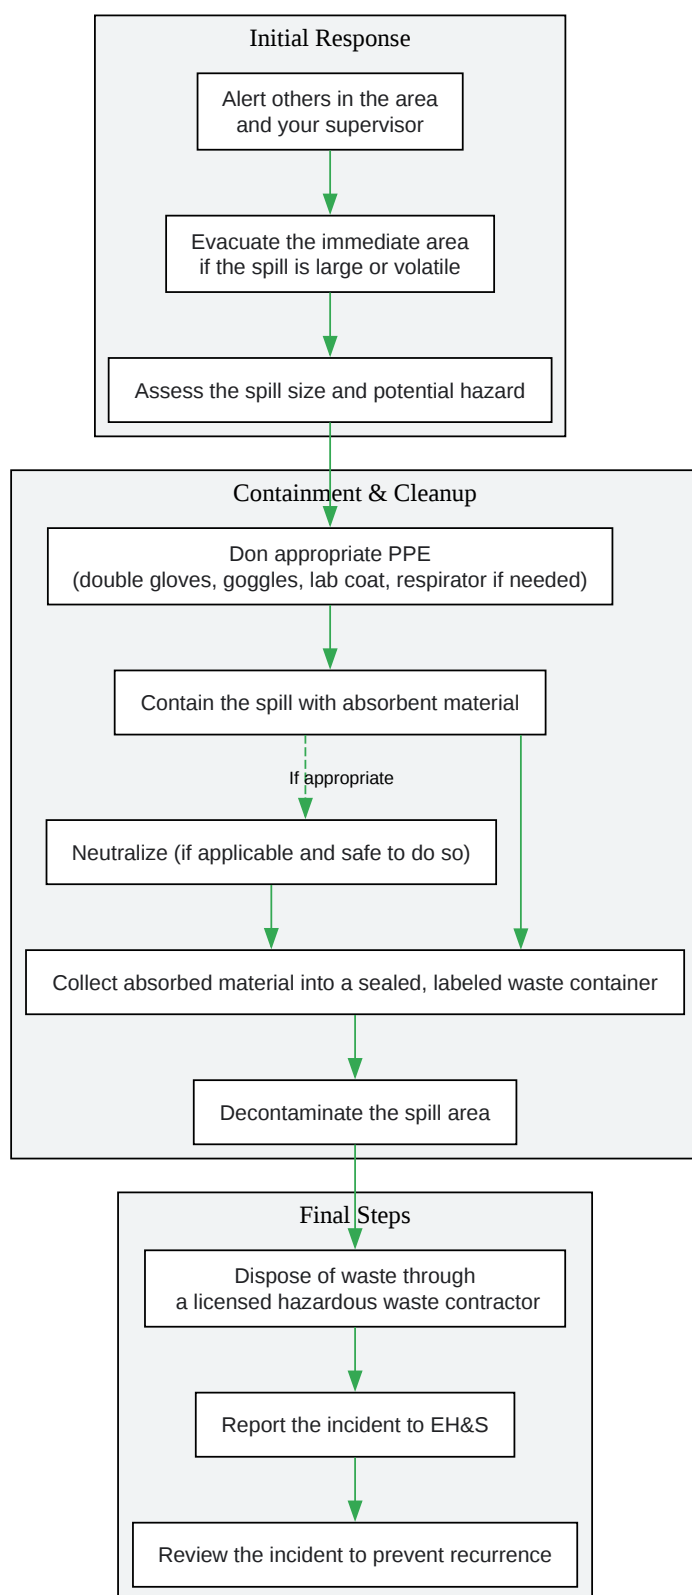 Initial Response
Alert others in the area
and your supervisor
Evacuate the immediate area
if the spill is large or volatile
Assess the spill size and potential hazard
Containment & Cleanup
Don appropriate PPE
(double gloves, goggles, lab coat, respirator if needed)
Contain the spill with absorbent material
If appropriate
Neutralize (if applicable and safe to do so)
Collect absorbed material into a sealed, labeled waste container
Decontaminate the spill area
Final Steps
Dispose of waste through
a licensed hazardous waste contractor
Report the incident to EH&S
Review the incident to prevent recurrence